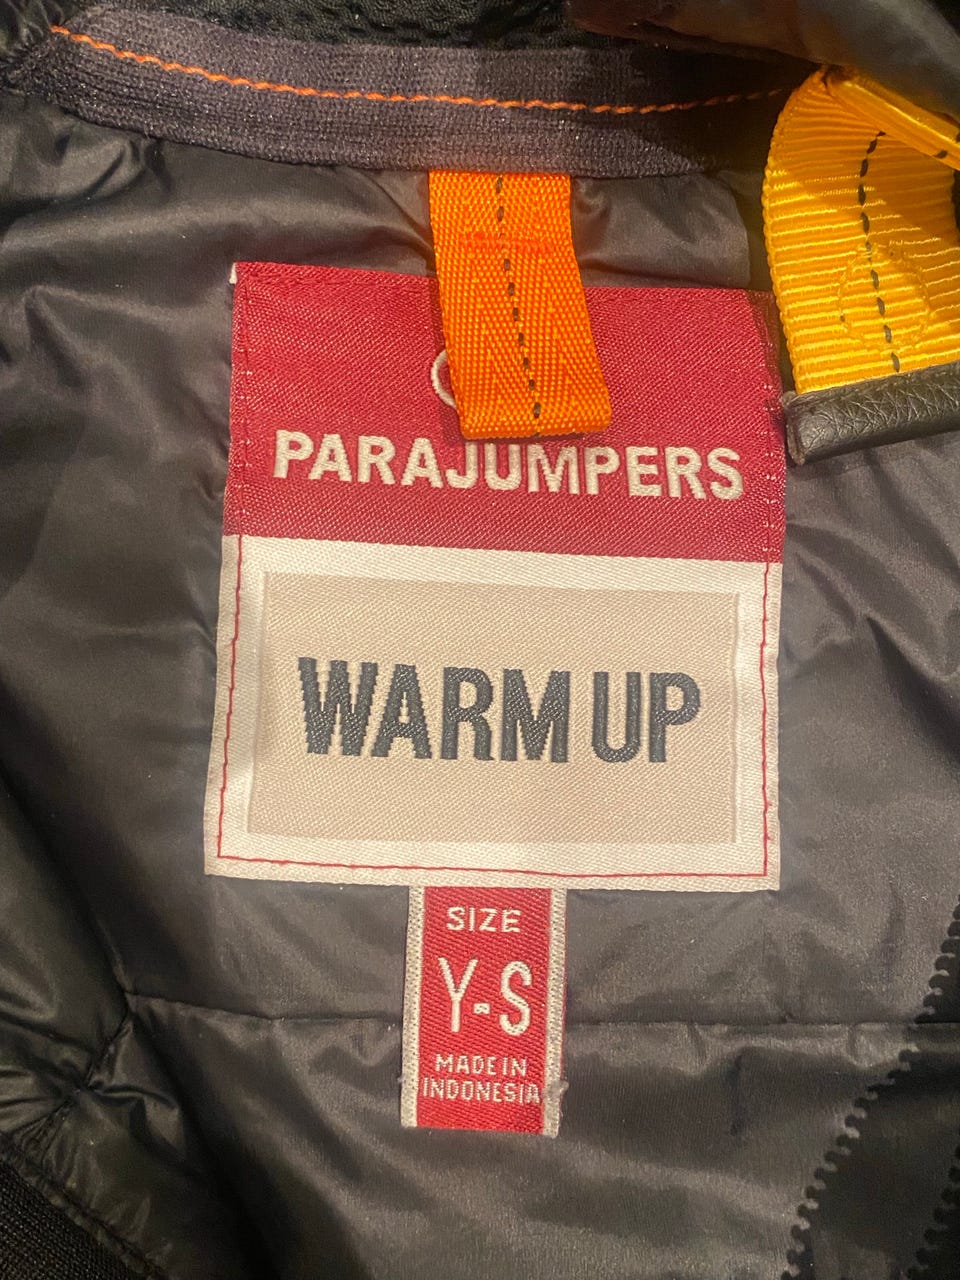 PARAJUMPERS
WARM UP
SIZE
Y-S
MADE IN
INDONESIA